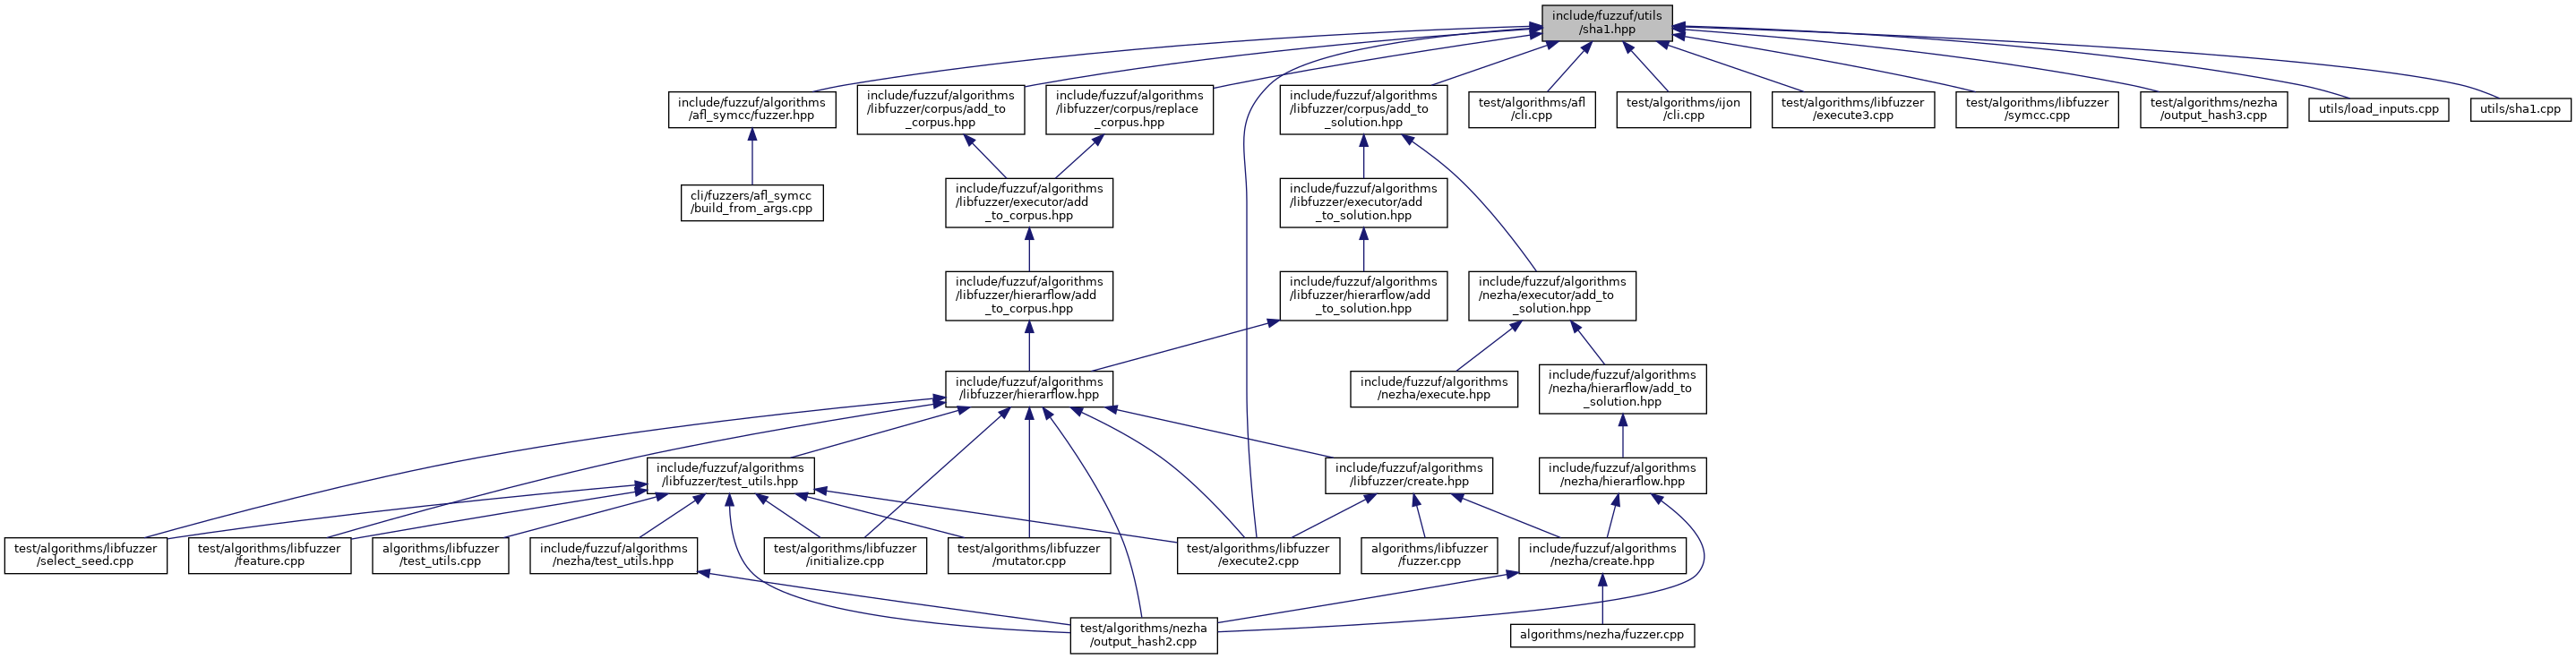 include/fuzzuf/utils
/sha1.hpp
include/fuzzuf/algorithms
/afl_symcc/fuzzer.hpp
include/fuzzuf/algorithms
/libfuzzer/corpus/add_to
_corpus.hpp
include/fuzzuf/algorithms
/libfuzzer/corpus/replace
_corpus.hpp
include/fuzzuf/algorithms
/libfuzzer/corpus/add_to
_solution.hpp
test/algorithms/afl
/cli.cpp
test/algorithms/ijon
/cli.cpp
test/algorithms/libfuzzer
/execute3.cpp
test/algorithms/libfuzzer
/symcc.cpp
test/algorithms/nezha
/output_hash3.cpp
utils/load_inputs.cpp
utils/sha1.cpp
cli/fuzzers/afl_symcc
/build_from_args.cpp
include/fuzzuf/algorithms
/libfuzzer/executor/add
_to_corpus.hpp
include/fuzzuf/algorithms
/libfuzzer/executor/add
_to_solution.hpp
include/fuzzuf/algorithms
/libfuzzer/hierarflow/add
_to_corpus.hpp
include/fuzzuf/algorithms
/libfuzzer/hierarflow/add
_to_solution.hpp
include/fuzzuf/algorithms
/nezha/executor/add_to
_solution.hpp
include/fuzzuf/algorithms
/libfuzzer/hierarflow.hpp
include/fuzzuf/algorithms
/nezha/execute.hpp
include/fuzzuf/algorithms
/nezha/hierarflow/add_to
_solution.hpp
include/fuzzuf/algorithms
/libfuzzer/test_utils.hpp
include/fuzzuf/algorithms
/libfuzzer/create.hpp
include/fuzzuf/algorithms
/nezha/hierarflow.hpp
test/algorithms/libfuzzer
/select_seed.cpp
test/algorithms/libfuzzer
/feature.cpp
algorithms/libfuzzer
/test_utils.cpp
include/fuzzuf/algorithms
/nezha/test_utils.hpp
test/algorithms/libfuzzer
/initialize.cpp
test/algorithms/libfuzzer
/mutator.cpp
test/algorithms/libfuzzer
/execute2.cpp
algorithms/libfuzzer
/fuzzer.cpp
include/fuzzuf/algorithms
/nezha/create.hpp
test/algorithms/nezha
/output_hash2.cpp
algorithms/nezha/fuzzer.cpp